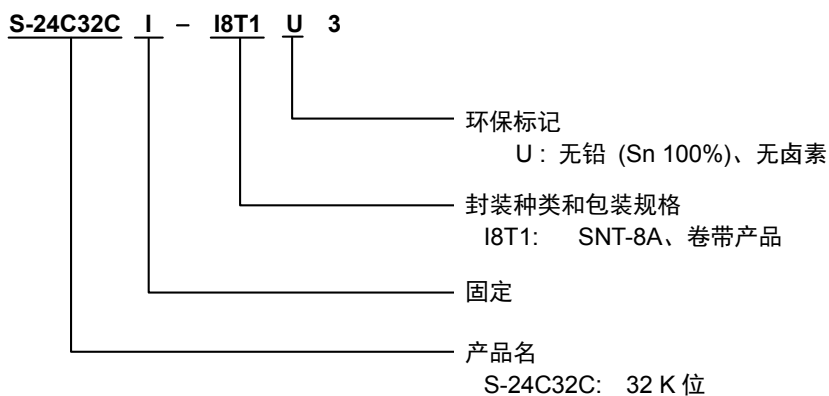 S-24C32C I – I8T1 U 3
环保标记
U : 无铅 (Sn 100%)、无卤素
封装种类和包装规格
I8T1: SNT-8A、卷带产品
固定
产品名
S-24C32C: 32 K 位